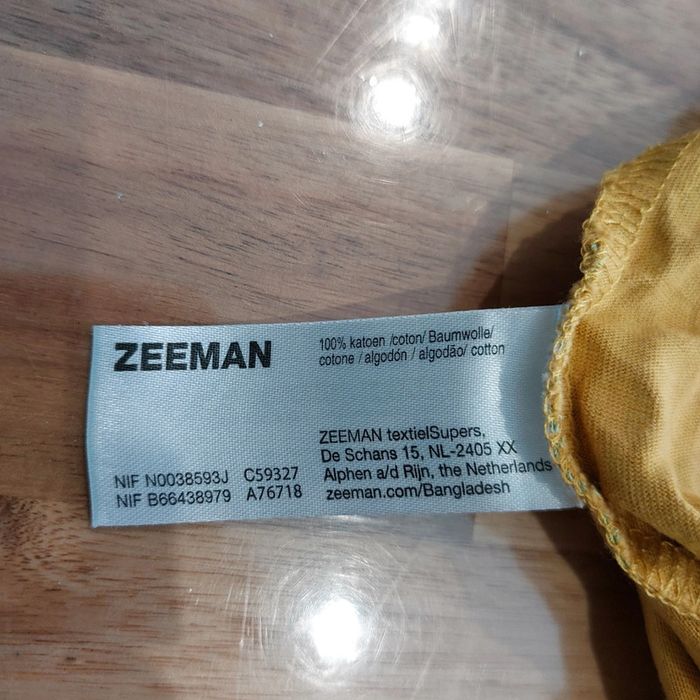 ZEEMAN
100% katoen /coton/ Baumwolle/
cotone / algodón / algodão/ cotton
ZEEMAN textielSupers,
De Schans 15, NL-2405 XX
Alphen a/d Rijn, the Netherlands
zeeman.com/Bangladesh
NIF N0038593J C59327
NIF B66438979 A76718